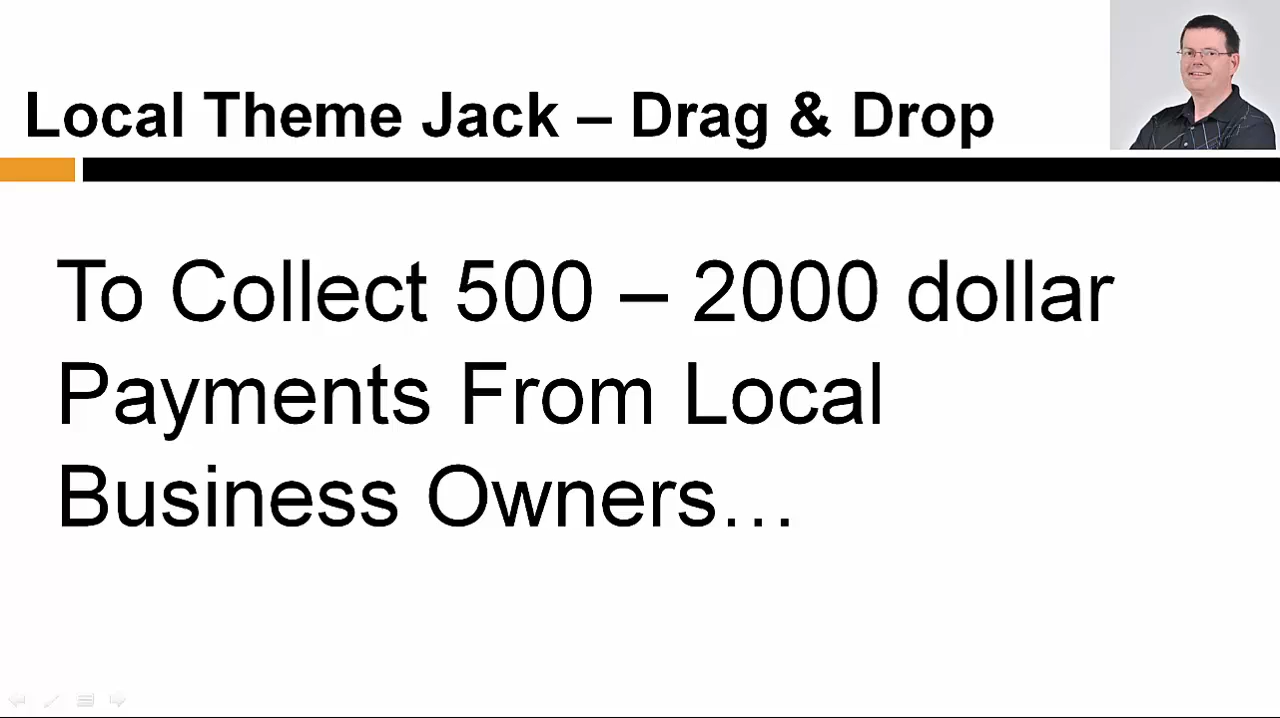 Local Theme Jack – Drag & Drop
To Collect 500 – 2000 dollar
Payments From Local
Business Owners…